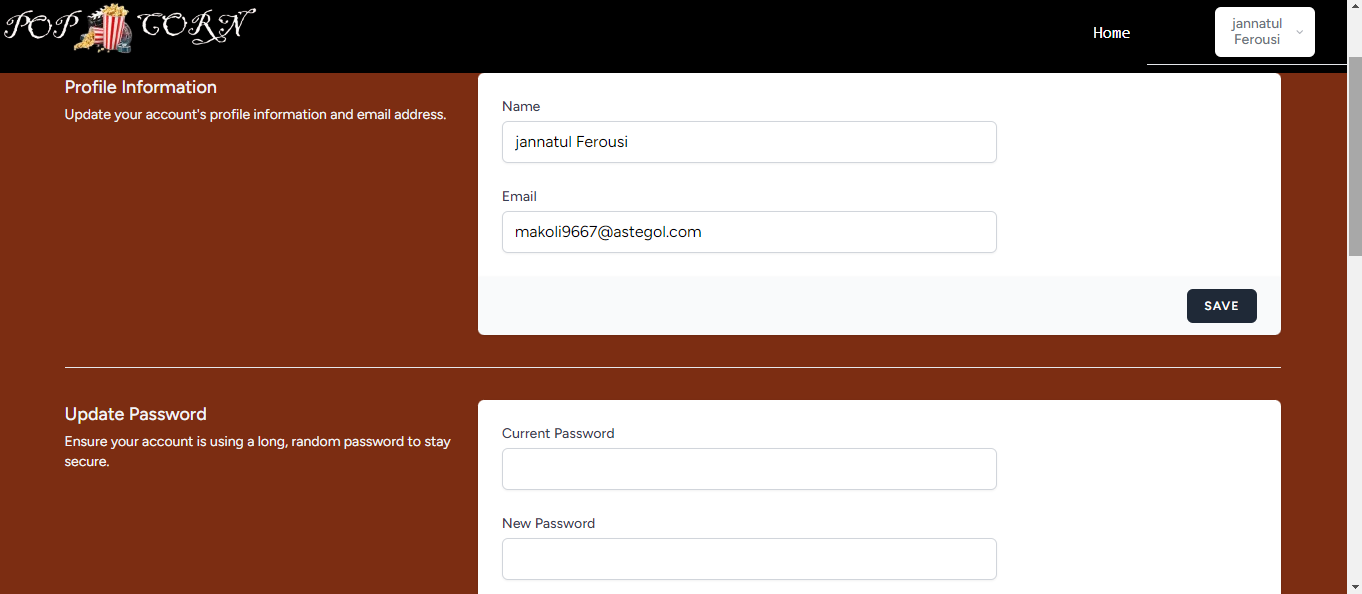 POP CORN
Home
jannatul
Ferousi
Profile Information
Update your account's profile information and email address.
Name
jannatul Ferousi
Email
makoli9667@astegol.com
SAVE
Update Password
Ensure your account is using a long, random password to stay
secure.
Current Password
New Password